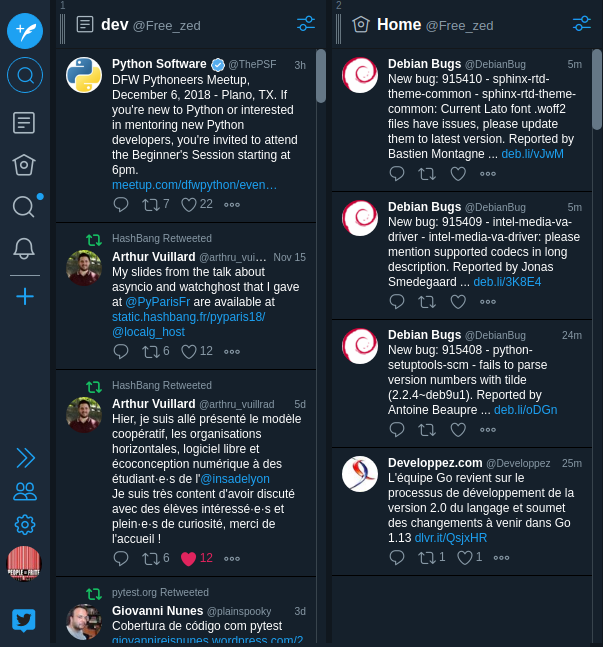 1
dev @Free_zed
Python Software @ThePSF 3h
DFW Pythoneers Meetup,
December 6, 2018 - Plano, TX. If
you're new to Python or interested
in mentoring new Python
developers, you're invited to attend
the Beginner's Session starting at
6pm.
meetup.com/dfwpython/even…
7 22
HashBang Retweeted
Arthur Vuillard @arthru_vui… Nov 15
My slides from the talk about
asyncio and watchghost that I gave
at @PyParisFr are available at
static.hashbang.fr/pyparis18/
@localg_host
6 12
HashBang Retweeted
Arthur Vuillard @arthru_vuillrad 5d
Hier, je suis allé présenté le modèle
coopératif, les organisations
horizontales, logiciel libre et
écoconception numérique à des
étudiant·e·s de l'@insadelyon
Je suis très content d'avoir discuté
avec des élèves intéressé·e·s et
plein·e·s de curiosité, merci de
l'accueil !
6 12
pytest.org Retweeted
Giovanni Nunes @plainspooky 3d
Cobertura de código com pytest
giovannireisnunes.wordpress.com/2
2
Home @Free_zed
Debian Bugs @DebianBug 5m
New bug: 915410 - sphinx-rtd-
theme-common - sphinx-rtd-theme-
common: Current Lato font .woff2
files have issues, please update
them to latest version. Reported by
Bastien Montagne ... deb.li/vJwM
Debian Bugs @DebianBug 5m
New bug: 915409 - intel-media-va-
driver - intel-media-va-driver: please
mention supported codecs in long
description. Reported by Jonas
Smedegaard ... deb.li/3K8E4
Debian Bugs @DebianBug 24m
New bug: 915408 - python-
setuptools-scm - fails to parse
version numbers with tilde
(2.2.4~deb9u1). Reported by
Antoine Beaupre ... deb.li/oDGn
Developpez.com @Developpez 25m
L'équipe Go revient sur le
processus de développement de la
version 2.0 du langage et soumet
des changements à venir dans Go
1.13 dlvr.it/QsjxHR
1 1